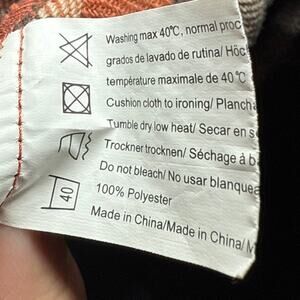 Washing max 40°C, normal proc
grados de lavado de rutina/ Höc
température maximale de 40 °C
Cushion cloth to ironing/ Planch
Tumble dry low heat/ Secar en s
Trockner trocknen/ Séchage à b
Do not bleach/ No usar blanquea
100% Polyester
Made in China/Made in China/ M
40